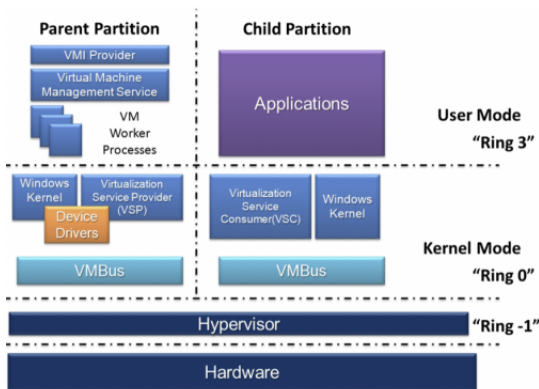 Parent Partition
Child Partition
VMI Provider
Virtual Machine
Management Service
VM
Worker
Processes
Applications
User Mode
“Ring 3”
Windows
Kernel
Virtualization
Service Provider
(VSP)
Device
Drivers
Virtualization
Service
Consumer(VSC)
Windows
Kernel
Kernel Mode
“Ring 0”
VMBus
VMBus
Hypervisor
“Ring -1”
Hardware